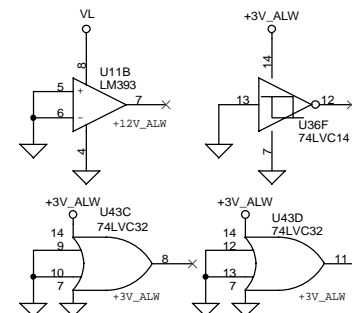 VL
8
U11B
LM393
5
+
7
6
-
+12V_ALW
4
+3V_ALW
14
13
12
U36F
74LVC14
7
+3V_ALW
U43C
74LVC32
14
9
8
10
7
+3V_ALW
+3V_ALW
U43D
74LVC32
14
12
11
13
7
+3V_ALW